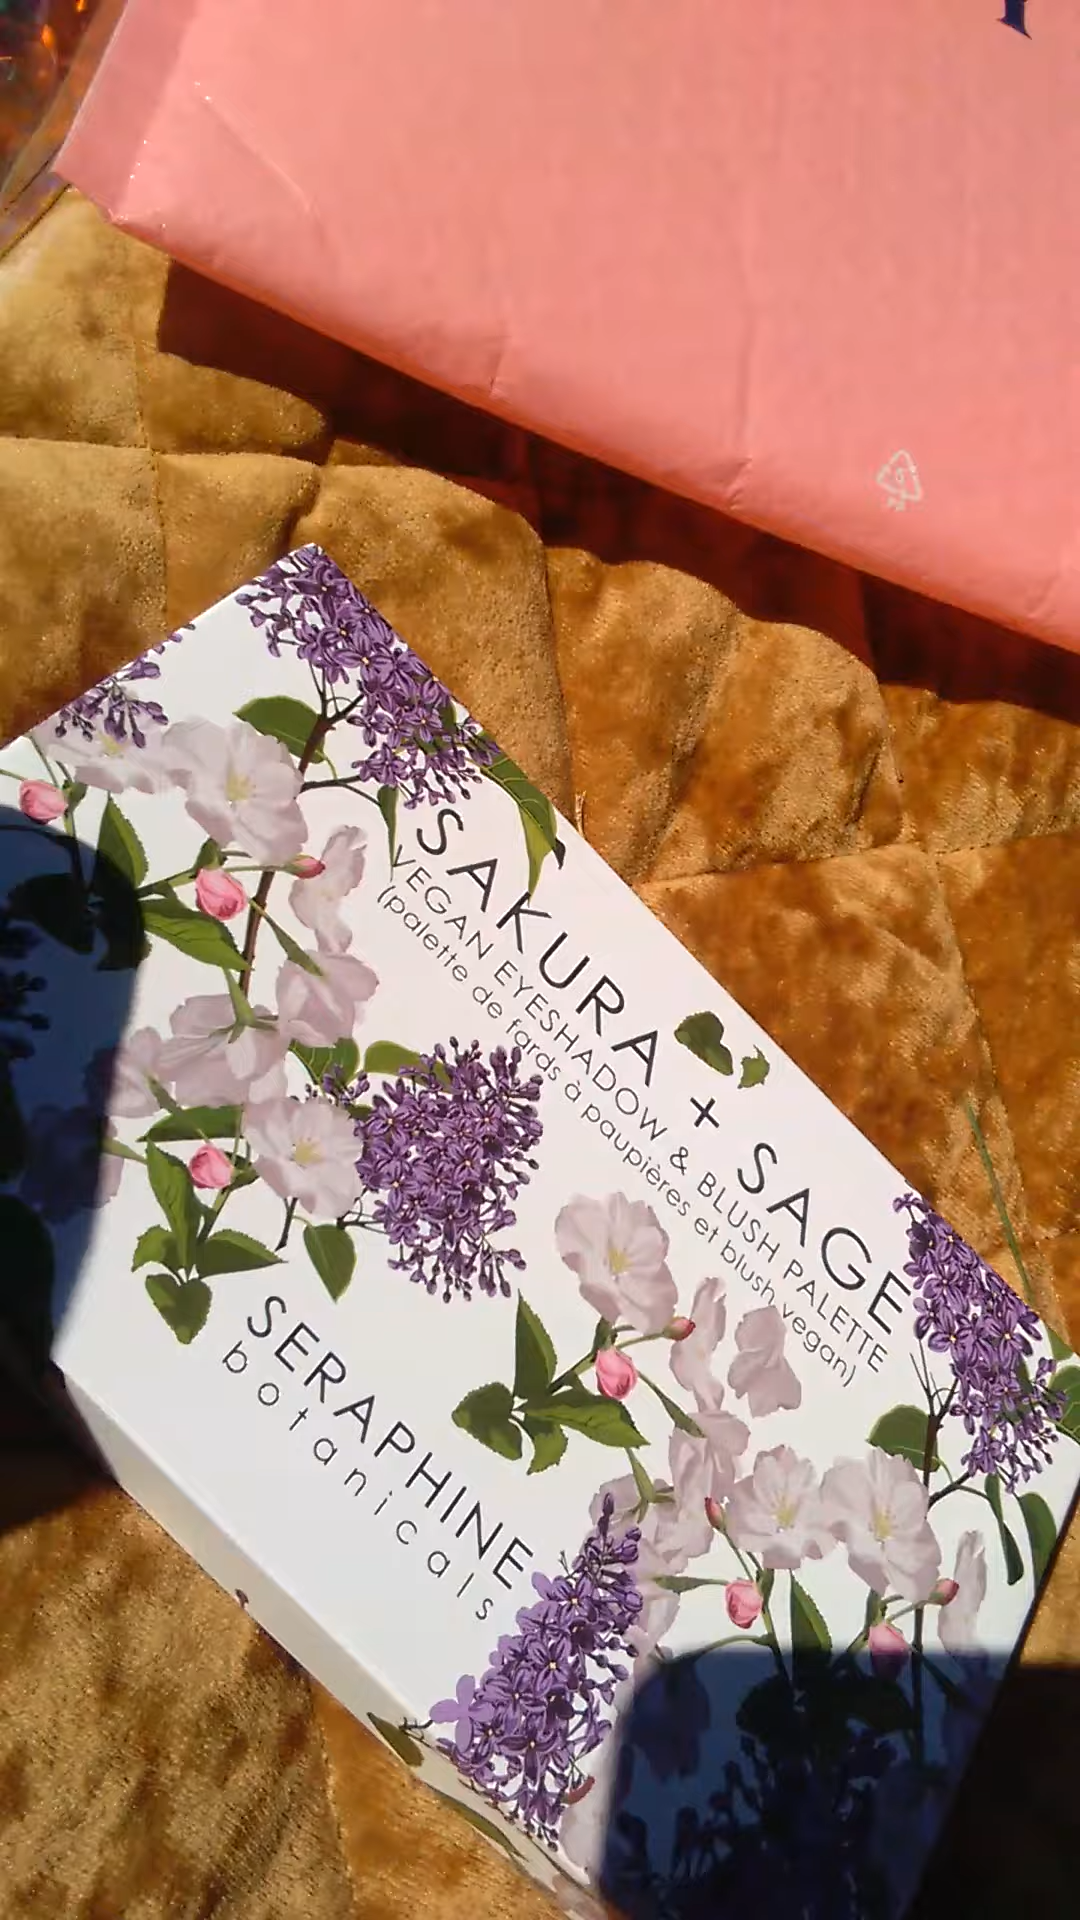 SAKURA + SAGE
VEGAN EYESHADOW & BLUSH PALETTE
(palette de fards à paupières et blush vegan)
SERAPHINE
botanicals